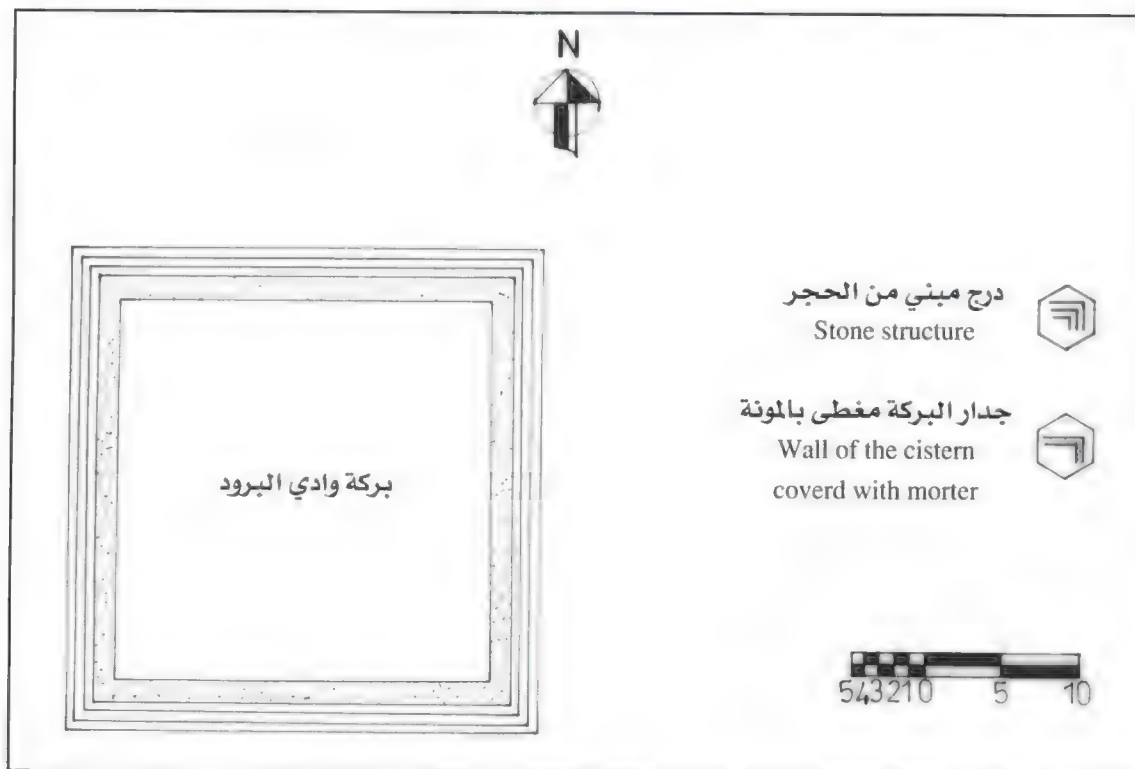 N
درج مبني من الحجر
Stone structure
جدار البركة مغطى بالمونة
Wall of the cistern
coverd with morter
بركة وادي البرود
543210 5 10